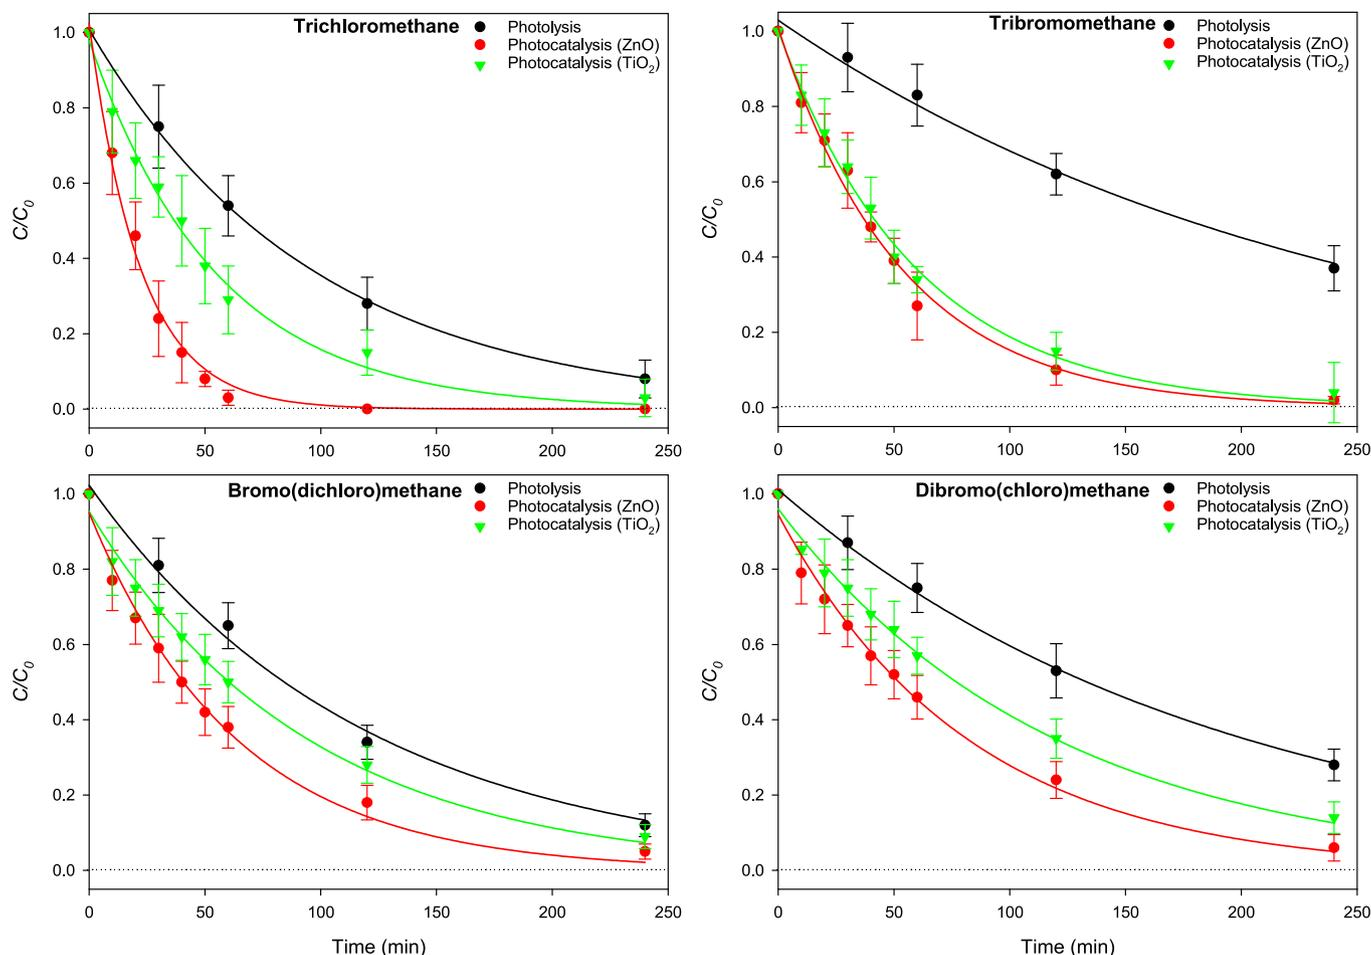 Trichloromethane
Photolysis
Photocatalysis (ZnO)
Photocatalysis (TiO2)
C/C0
1.0
0.8
0.6
0.4
0.2
0.0
0 50 100 150 200 250
Tribromomethane
Photolysis
Photocatalysis (ZnO)
Photocatalysis (TiO2)
C/C0
1.0
0.8
0.6
0.4
0.2
0.0
0 50 100 150 200 250
Bromo(dichloro)methane
Photolysis
Photocatalysis (ZnO)
Photocatalysis (TiO2)
C/C0
1.0
0.8
0.6
0.4
0.2
0.0
0 50 100 150 200 250
Time (min)
Dibromo(chloro)methane
Photolysis
Photocatalysis (ZnO)
Photocatalysis (TiO2)
C/C0
1.0
0.8
0.6
0.4
0.2
0.0
0 50 100 150 200 250
Time (min)